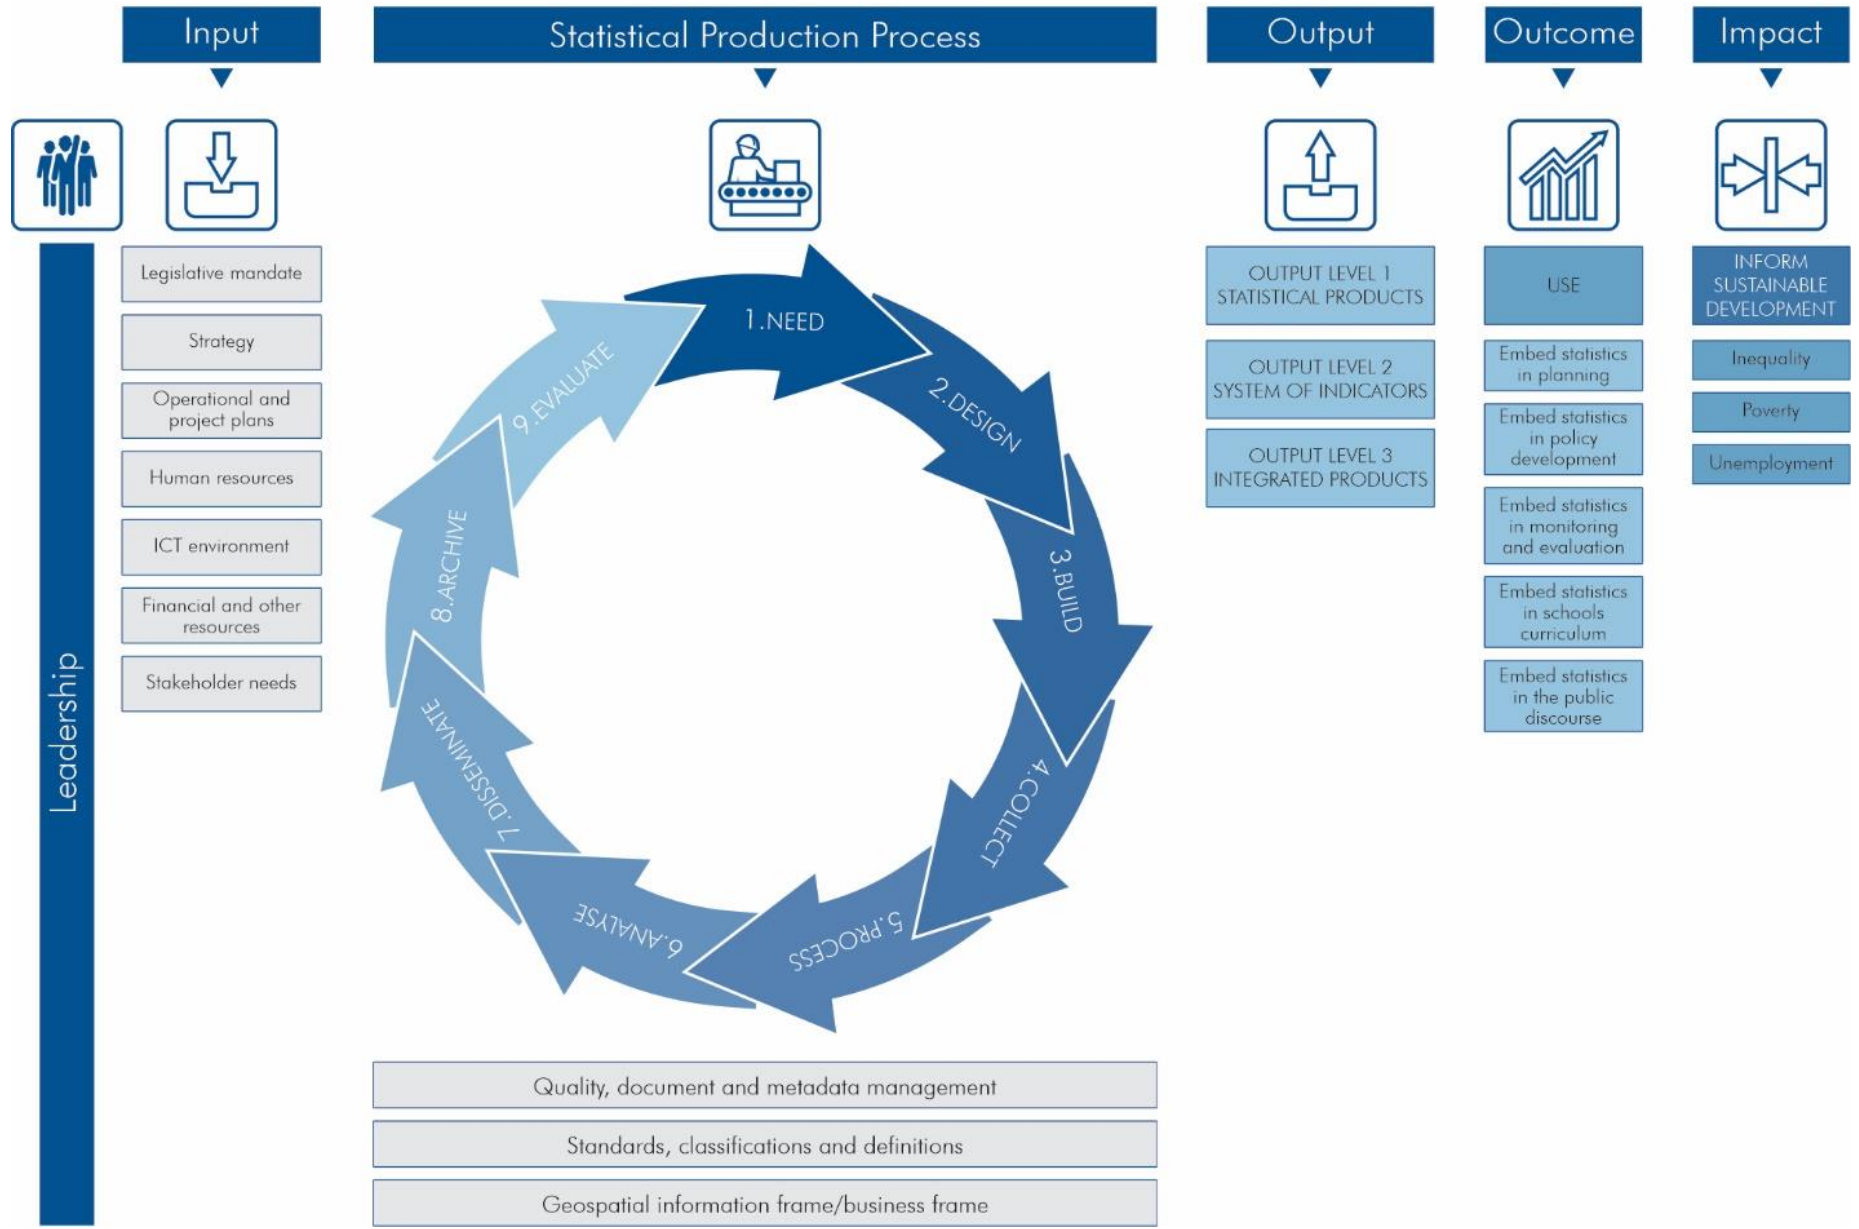 Input
Statistical Production Process
Output
Outcome
Impact
Leadership
Legislative mandate
Strategy
Operational and
project plans
Human resources
ICT environment
Financial and other
resources
Stakeholder needs
1.NEED
2.DESIGN
3.BUILD
4.COLLECT
5.PROCESS
6.ANALYSE
7.DISSEMINATE
8.ARCHIVE
9.EVALUATE
Quality, document and metadata management
Standards, classifications and definitions
Geospatial information frame/business frame
OUTPUT LEVEL 1
STATISTICAL PRODUCTS
OUTPUT LEVEL 2
SYSTEM OF INDICATORS
OUTPUT LEVEL 3
INTEGRATED PRODUCTS
USE
Embed statistics
in planning
Embed statistics
in policy
development
Embed statistics
in monitoring
and evaluation
Embed statistics
in schools
curriculum
Embed statistics
in the public
discourse
INFORM
SUSTAINABLE
DEVELOPMENT
Inequality
Poverty
Unemployment